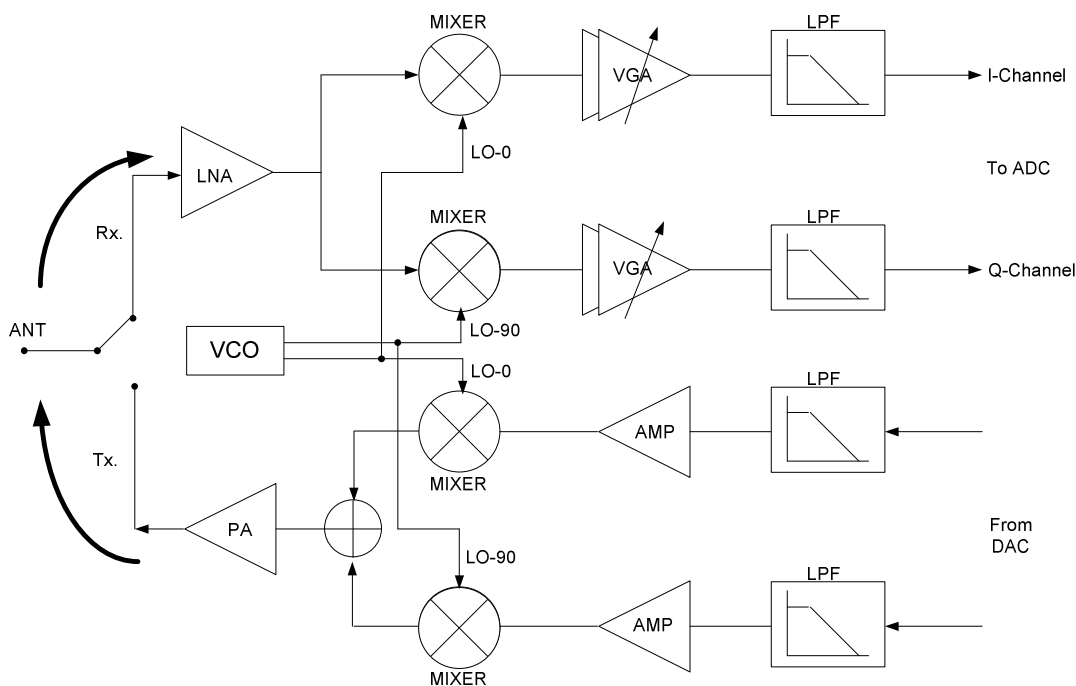 MIXER
LPF
VGA
I-Channel
LO-0
LNA
To ADC
MIXER
LPF
Rx.
VGA
Q-Channel
ANT
LO-90
VCO
LO-0
LPF
AMP
Tx.
MIXER
PA
From
DAC
LO-90
LPF
AMP
MIXER